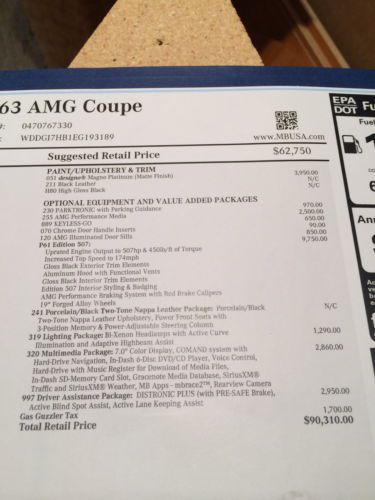 63 AMG Coupe
#: 0470767330
: WDDGJ7HB1EG193189
www.MBUSA.com
Suggested Retail Price $62,750
PAINT/UPHOLSTERY & TRIM
051 designo® Magno Platinum (Matte Finish) 3,950.00
211 Black Leather N/C
H80 High Gloss Black N/C
OPTIONAL EQUIPMENT AND VALUE ADDED PACKAGES
230 PARKTRONIC with Parking Guidance 970.00
255 AMG Performance Media 2,500.00
889 KEYLESS-GO 650.00
070 Chrome Door Handle Inserts 90.00
120 AMG Illuminated Door Sills 850.00
P61 Edition 507: 9,750.00
Uprated Engine Output to 507hp & 450lb/ft of Torque
Increased Top Speed to 174mph
Gloss Black Exterior Trim Elements
Aluminum Hood with Functional Vents
Gloss Black Interior Trim Elements
Edition 507 Interior Styling & Badging
AMG Performance Braking System with Red Brake Calipers
19" Forged Alloy Wheels
241 Porcelain/Black Two-Tone Nappa Leather Package: Porcelain/Black N/C
Two-Tone Nappa Leather Upholstery, Power Front Seats with
3-Position Memory & Power-Adjustable Steering Column
319 Lighting Package: Bi-Xenon Headlamps with Active Curve 1,290.00
Illumination and Adaptive Highbeam Assist
320 Multimedia Package: 7.0" Color Display, COMAND system with 2,860.00
Hard-Drive Navigation, In-Dash 6-Disc DVD/CD Player, Voice Control,
Hard-Drive with Music Register for Download of Media Files,
In-Dash SD-Memory Card Slot, Gracenote Media Database, SiriusXM®
Traffic and SiriusXM® Weather, MB Apps - mbrace2™, Rearview Camera
997 Driver Assistance Package: DISTRONIC PLUS (with PRE-SAFE Brake), 2,950.00
Active Blind Spot Assist, Active Lane Keeping Assist
Gas Guzzler Tax 1,700.00
Total Retail Price $90,310.00
EPA
DOT
Fu
Fuel
An